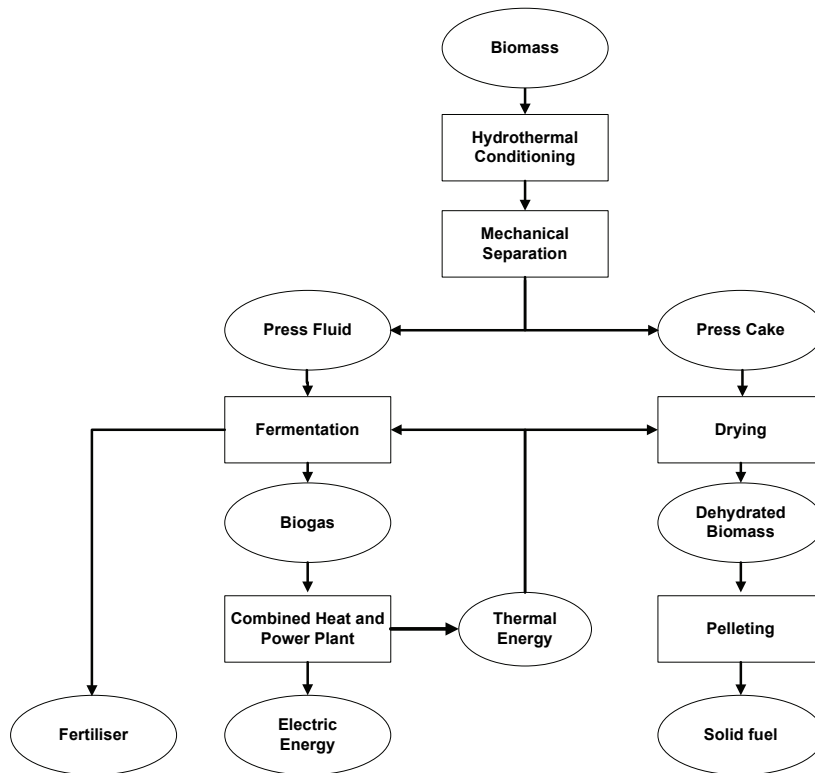 Biomass
Hydrothermal
Conditioning
Mechanical
Separation
Press Fluid
Press Cake
Fermentation
Drying
Biogas
Dehydrated
Biomass
Combined Heat and
Power Plant
Thermal
Energy
Pelleting
Fertiliser
Electric
Energy
Solid fuel